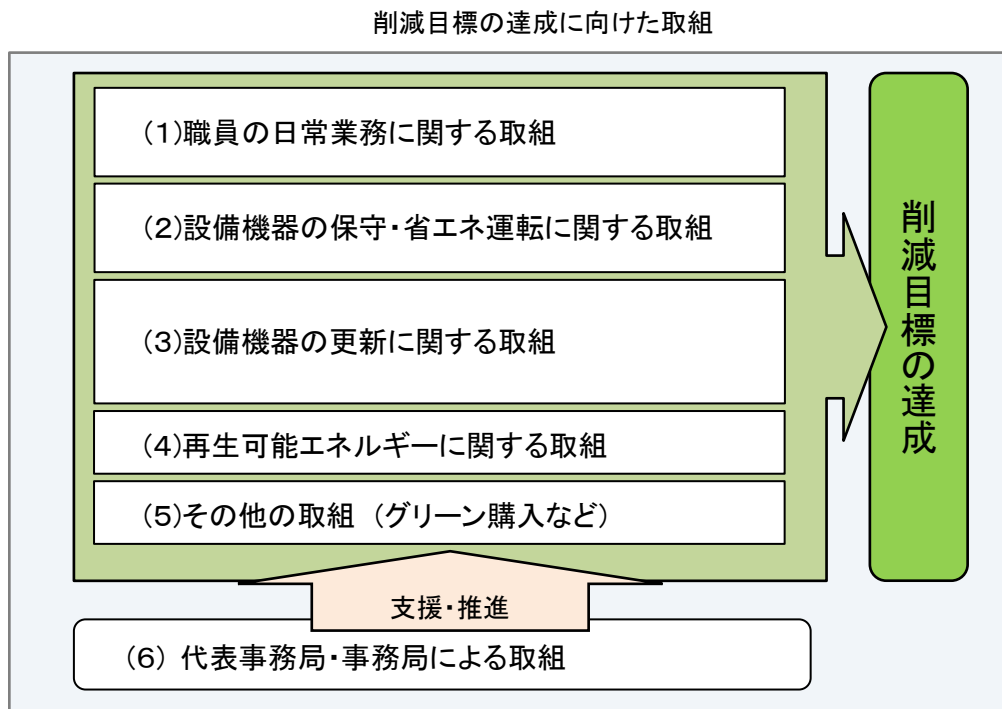 削減目標の達成に向けた取組
(1)職員の日常業務に関する取組
(2)設備機器の保守・省エネ運転に関する取組
(3)設備機器の更新に関する取組
(4)再生可能エネルギーに関する取組
(5)その他の取組 (グリーン購入など)
削減目標の達成
支援・推進
(6) 代表事務局・事務局による取組